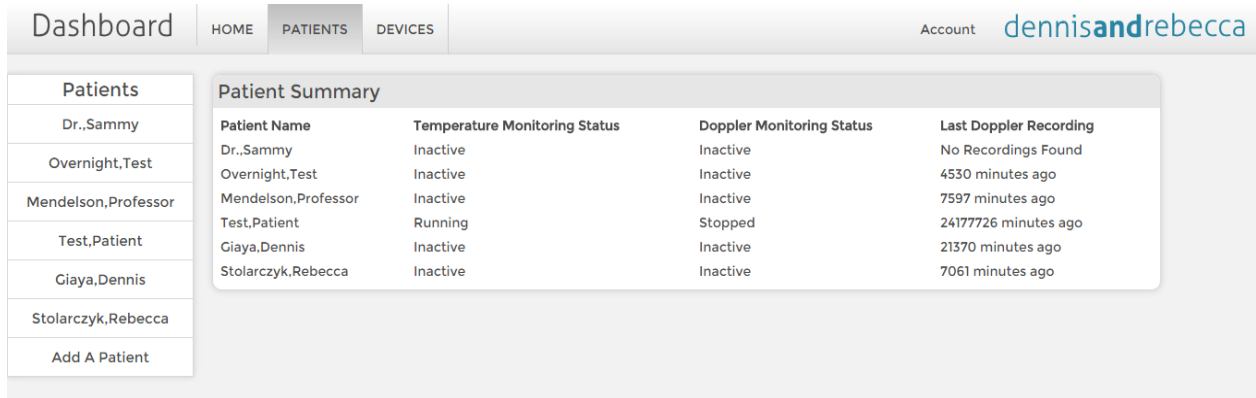 Dashboard HOME PATIENTS DEVICES Account dennisandrebecca
Patients
Dr.,Sammy
Overnight,Test
Mendelson,Professor
Test,Patient
Giaya,Dennis
Stolarczyk,Rebecca
Add A Patient
Patient Summary
Patient Name Temperature Monitoring Status Doppler Monitoring Status Last Doppler Recording
Dr.,Sammy Inactive Inactive No Recordings Found
Overnight,Test Inactive Inactive 4530 minutes ago
Mendelson,Professor Inactive Inactive 7597 minutes ago
Test,Patient Running Stopped 24177726 minutes ago
Giaya,Dennis Inactive Inactive 21370 minutes ago
Stolarczyk,Rebecca Inactive Inactive 7061 minutes ago